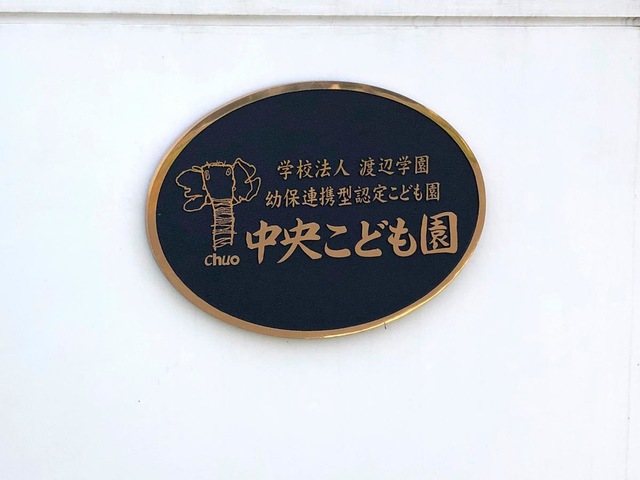 学校法人 渡辺学園
幼保連携型認定こども園
中央こども園
chuo